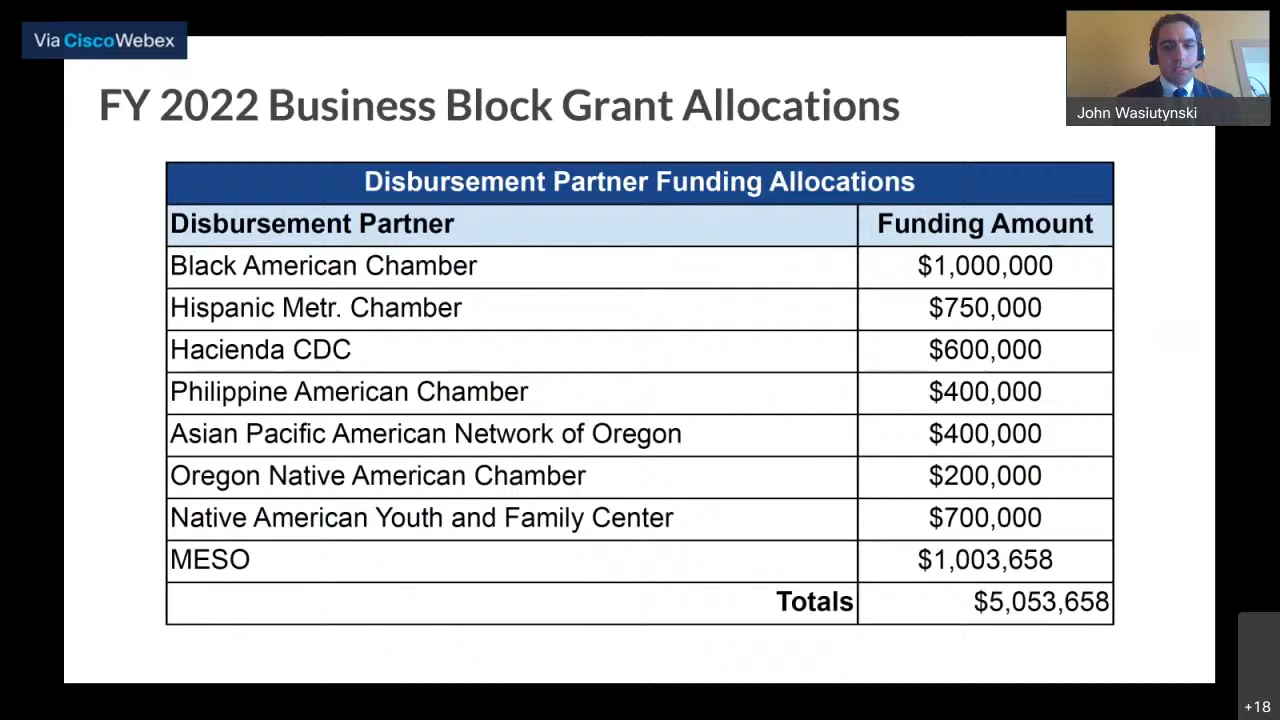 Via CiscoWebex
John Wasiutynski
FY 2022 Business Block Grant Allocations
Disbursement Partner Funding Allocations
Disbursement Partner Funding Amount
Black American Chamber $1,000,000
Hispanic Metr. Chamber $750,000
Hacienda CDC $600,000
Philippine American Chamber $400,000
Asian Pacific American Network of Oregon $400,000
Oregon Native American Chamber $200,000
Native American Youth and Family Center $700,000
MESO $1,003,658
Totals $5,053,658
+18